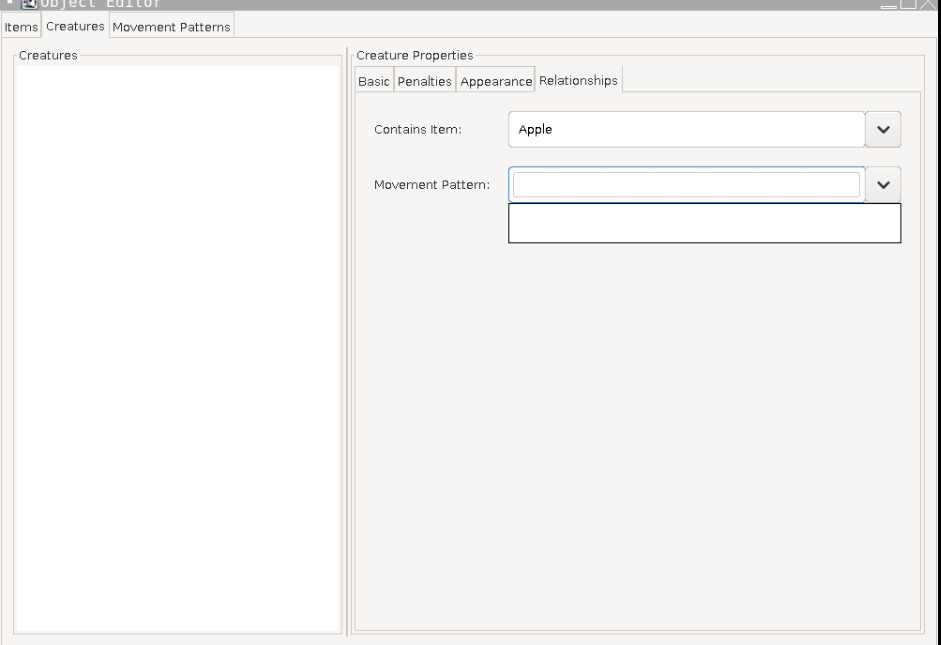 Object Editor
Items Creatures Movement Patterns
Creatures
Creature Properties
Basic Penalties Appearance Relationships
Contains Item: Apple
Movement Pattern: